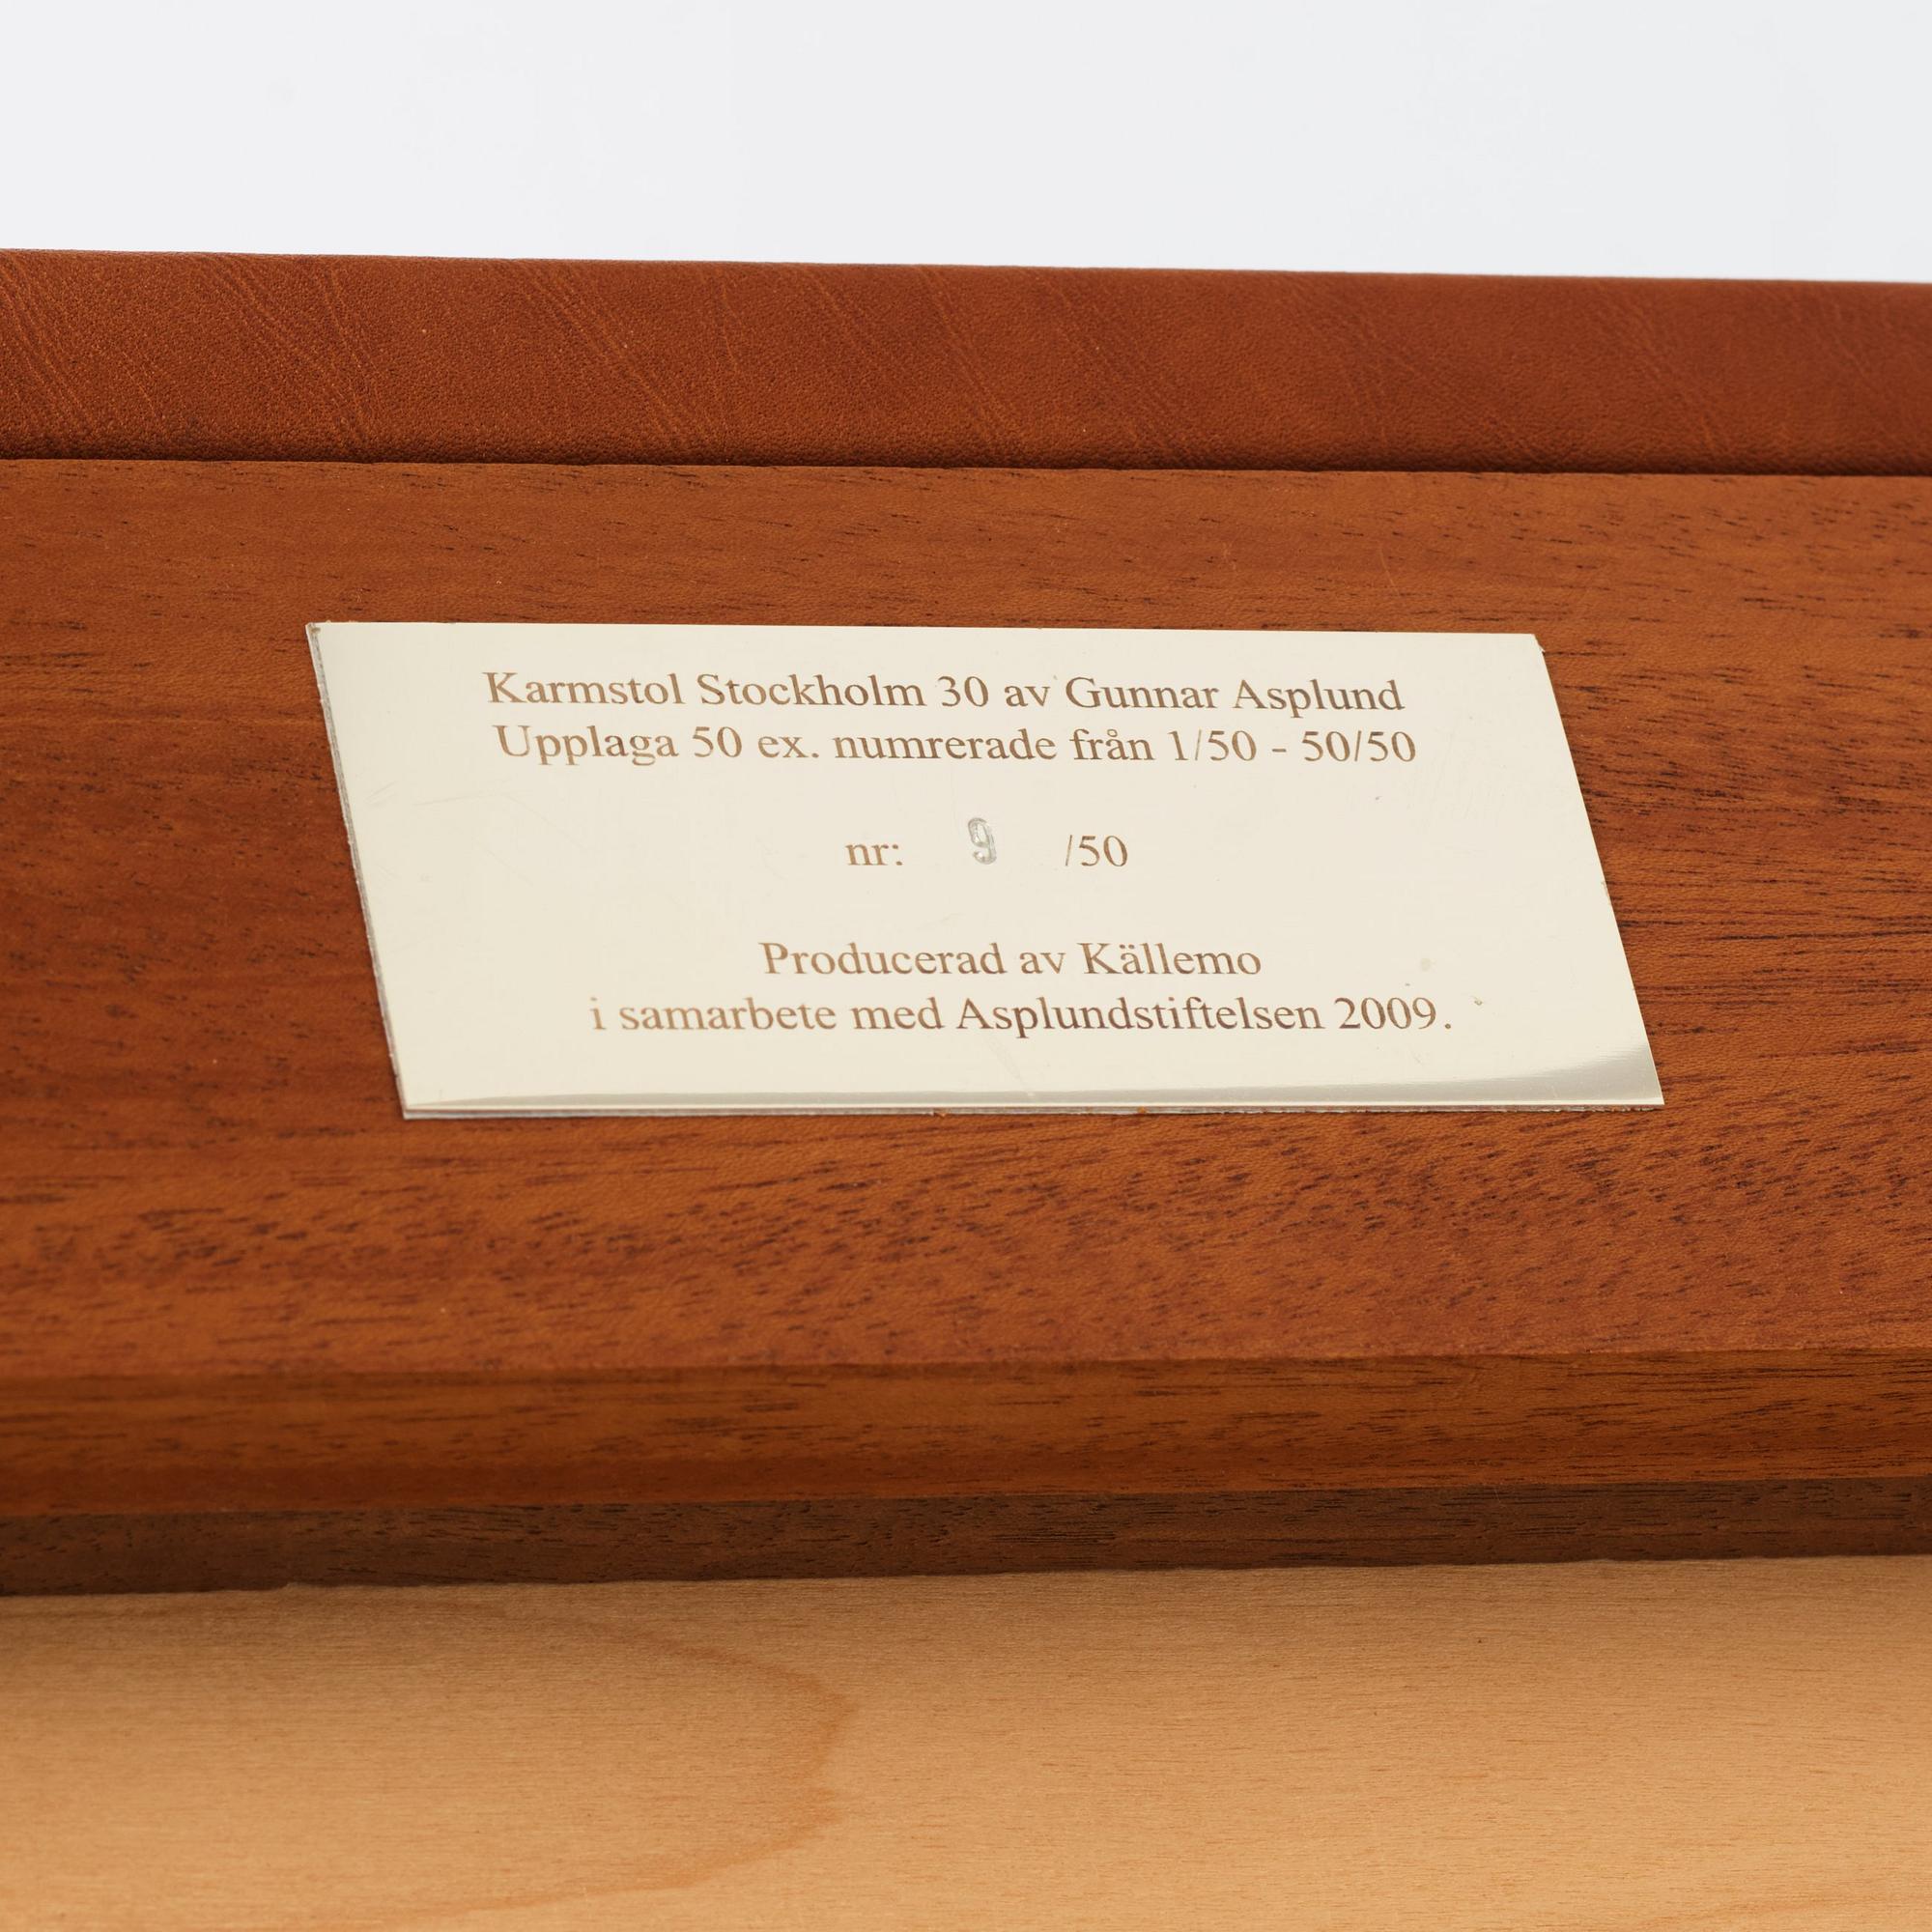 Karmstol Stockholm 30 av Gunnar Asplund
Upplaga 50 ex. numrerade från 1/50 - 50/50
nr: 9 /50
Producerad av Källemo
i samarbete med Asplundstiftelsen 2009.